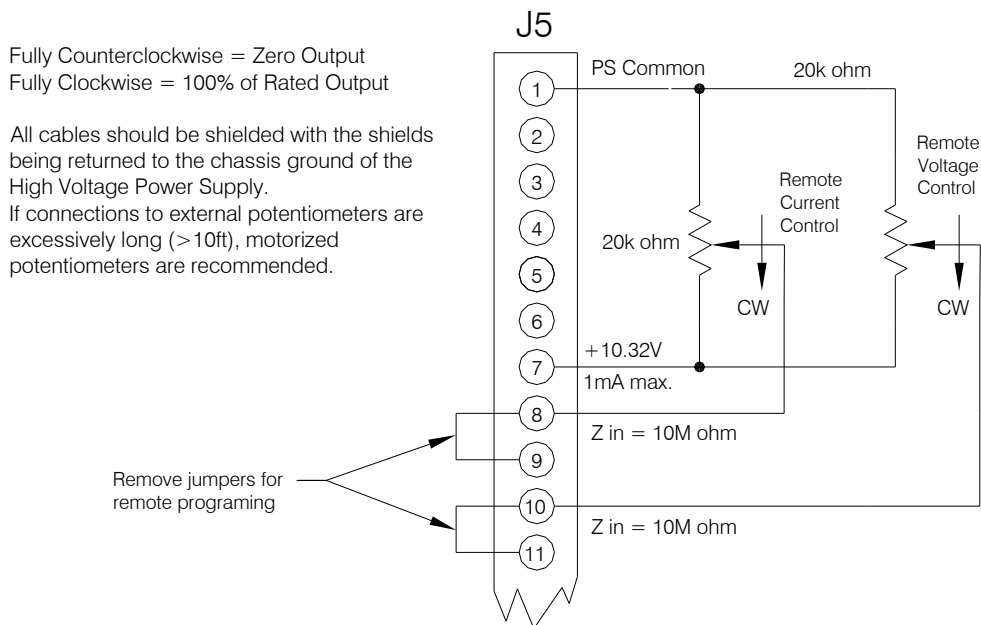 J5
Fully Counterclockwise = Zero Output
Fully Clockwise = 100% of Rated Output
All cables should be shielded with the shields
being returned to the chassis ground of the
High Voltage Power Supply.
If connections to external potentiometers are
excessively long (>10ft), motorized
potentiometers are recommended.
1
2
3
4
5
6
7
8
9
10
11
PS Common
20k ohm
Remote
Voltage
Control
Remote
Current
Control
20k ohm
CW
CW
+10.32V
1mA max.
Z in = 10M ohm
Z in = 10M ohm
Remove jumpers for
remote programing